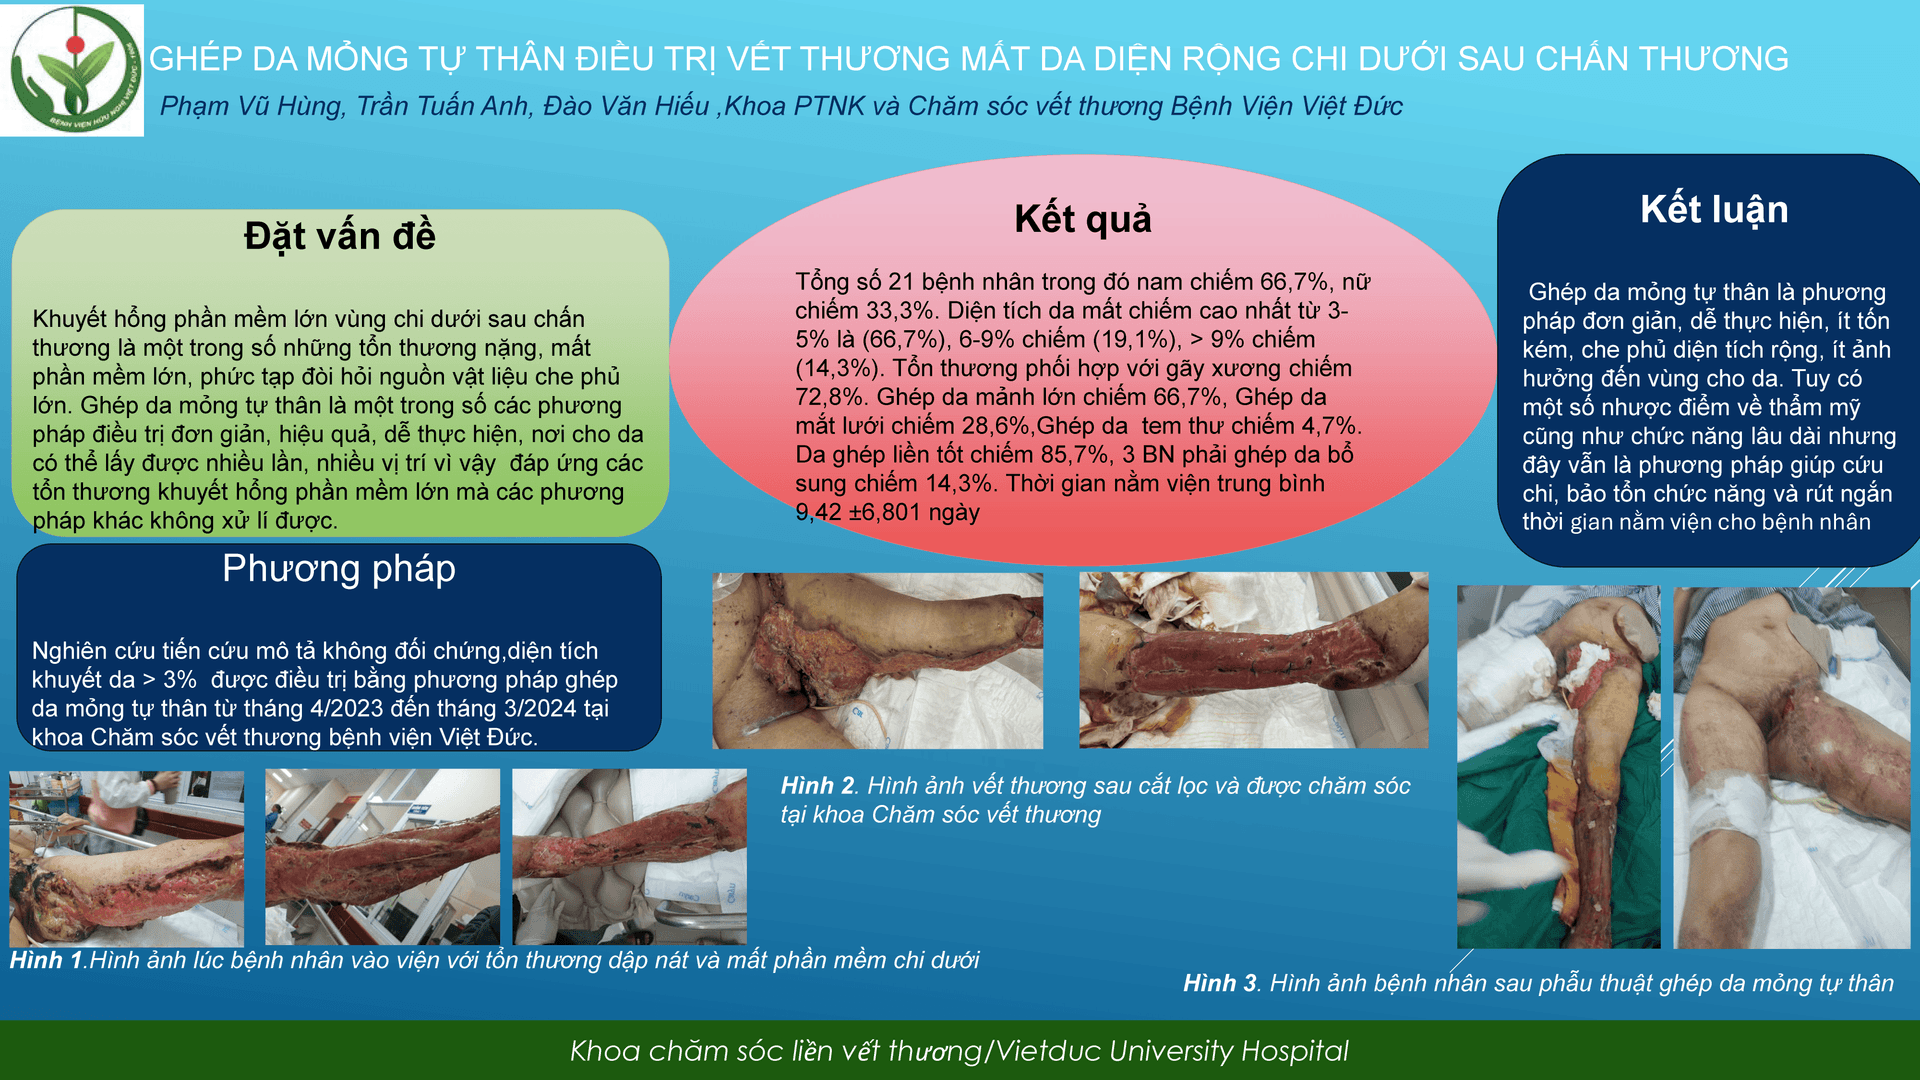 GHÉP DA MỎNG TỰ THÂN ĐIỀU TRỊ VẾT THƯƠNG MẤT DA DIỆN RỘNG CHI DƯỚI SAU CHẤN THƯƠNG
Phạm Vũ Hùng, Trần Tuấn Anh, Đào Văn Hiếu ,Khoa PTNK và Chăm sóc vết thương Bệnh Viện Việt Đức
Đặt vấn đề
Khuyết hổng phần mềm lớn vùng chi dưới sau chấn
thương là một trong số những tổn thương nặng, mất
phần mềm lớn, phức tạp đòi hỏi nguồn vật liệu che phủ
lớn. Ghép da mỏng tự thân là một trong số các phương
pháp điều trị đơn giản, hiệu quả, dễ thực hiện, nơi cho da
có thể lấy được nhiều lần, nhiều vị trí vì vậy  đáp ứng các
tổn thương khuyết hổng phần mềm lớn mà các phương
pháp khác không xử lí được.
Phương pháp
Nghiên cứu tiến cứu mô tả không đối chứng,diện tích
khuyết da > 3%  được điều trị bằng phương pháp ghép
da mỏng tự thân từ tháng 4/2023 đến tháng 3/2024 tại
khoa Chăm sóc vết thương bệnh viện Việt Đức.
Hình 1.Hình ảnh lúc bệnh nhân vào viện với tổn thương dập nát và mất phần mềm chi dưới
Kết quả
Tổng số 21 bệnh nhân trong đó nam chiếm 66,7%, nữ
chiếm 33,3%. Diện tích da mất chiếm cao nhất từ 3-
5% là (66,7%), 6-9% chiếm (19,1%), > 9% chiếm
(14,3%). Tổn thương phối hợp với gãy xương chiếm
72,8%. Ghép da mảnh lớn chiếm 66,7%, Ghép da
mắt lưới chiếm 28,6%,Ghép da  tem thư chiếm 4,7%.
Da ghép liền tốt chiếm 85,7%, 3 BN phải ghép da bổ
sung chiếm 14,3%. Thời gian nằm viện trung bình
9,42 ±6,801 ngày
Hình 2. Hình ảnh vết thương sau cắt lọc và được chăm sóc
tại khoa Chăm sóc vết thương
Kết luận
Ghép da mỏng tự thân là phương
pháp đơn giản, dễ thực hiện, ít tốn
kém, che phủ diện tích rộng, ít ảnh
hưởng đến vùng cho da. Tuy có
một số nhược điểm về thẩm mỹ
cũng như chức năng lâu dài nhưng
đây vẫn là phương pháp giúp cứu
chi, bảo tồn chức năng và rút ngắn
thời gian nằm viện cho bệnh nhân
Hình 3. Hình ảnh bệnh nhân sau phẫu thuật ghép da mỏng tự thân
Khoa chăm sóc liền vết thương/Vietduc University Hospital